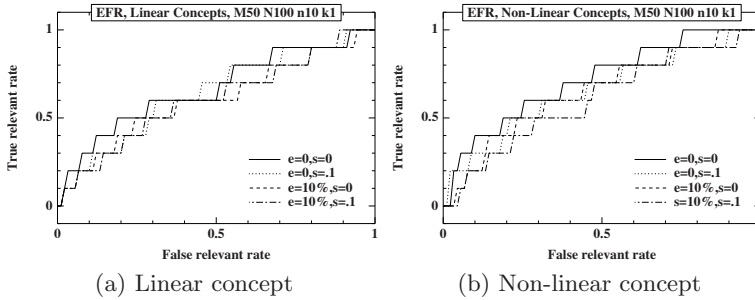 EFR, Linear Concepts, M50 N100 n10 k1
True relevant rate
1
0.5
0
0
0.5
1
False relevant rate
e=0,s=0
e=0,s=.1
e=10%,s=0
e=10%,s=.1
(a) Linear concept
EFR, Non-Linear Concepts, M50 N100 n10 k1
True relevant rate
1
0.5
0
0
0.5
False relevant rate
e=0,s=0
e=0,s=.1
e=10%,s=0
s=10%,s=.1
(b) Non-linear concept